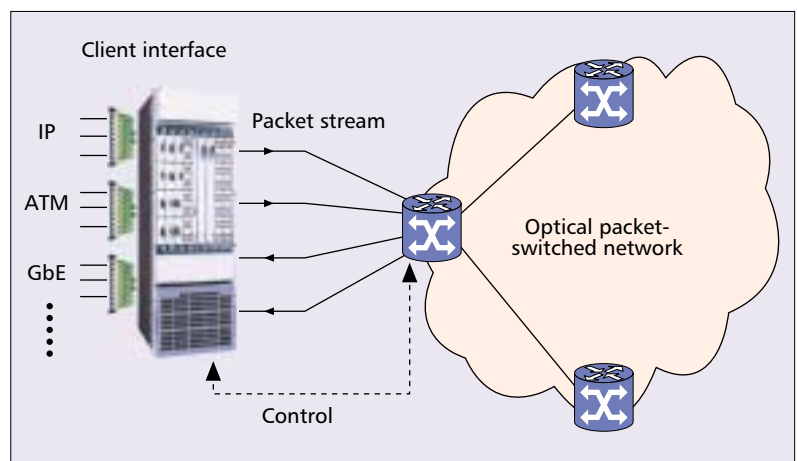 Client interface
IP
Packet stream
ATM
Optical packet-
switched network
GbE
Control